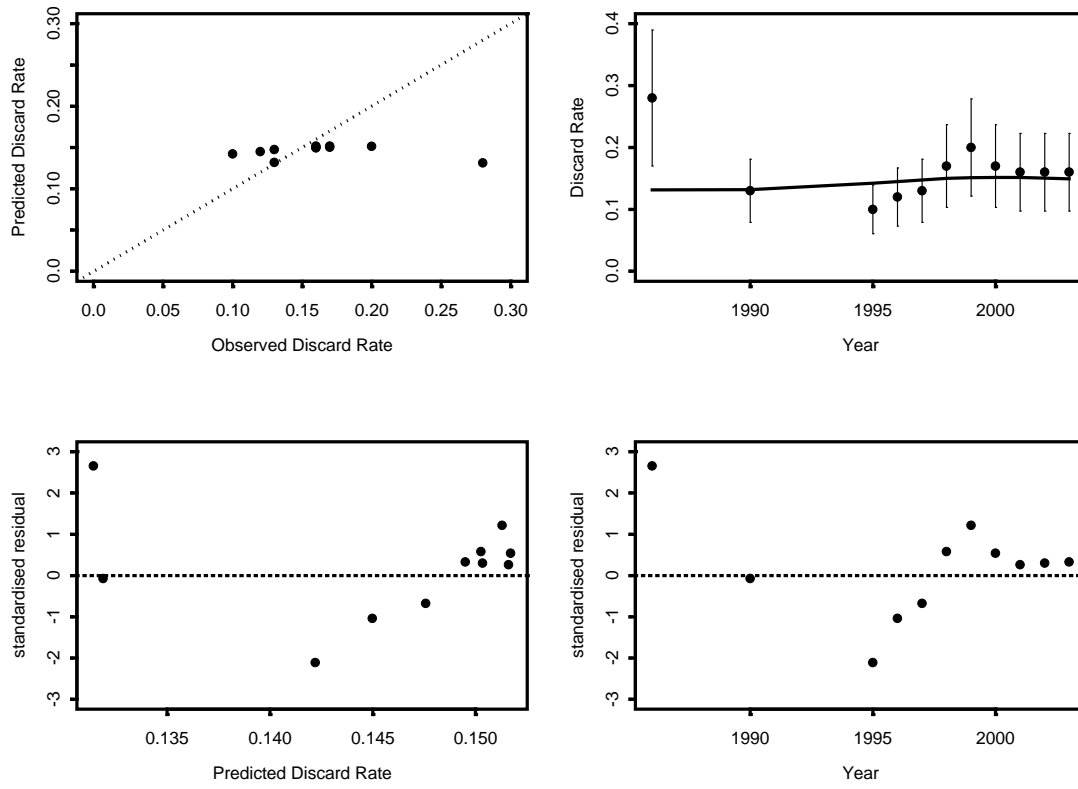 Predicted Discard Rate
0.0 0.10 0.20 0.30
0.0 0.05 0.10 0.15 0.20 0.25 0.30
Observed Discard Rate
Discard Rate
0.0 0.1 0.2 0.3 0.4
1990 1995 2000
Year
standardised residual
-3 -2 -1 0 1 2 3
0.135 0.140 0.145 0.150
Predicted Discard Rate
standardised residual
-3 -2 -1 0 1 2 3
1990 1995 2000
Year